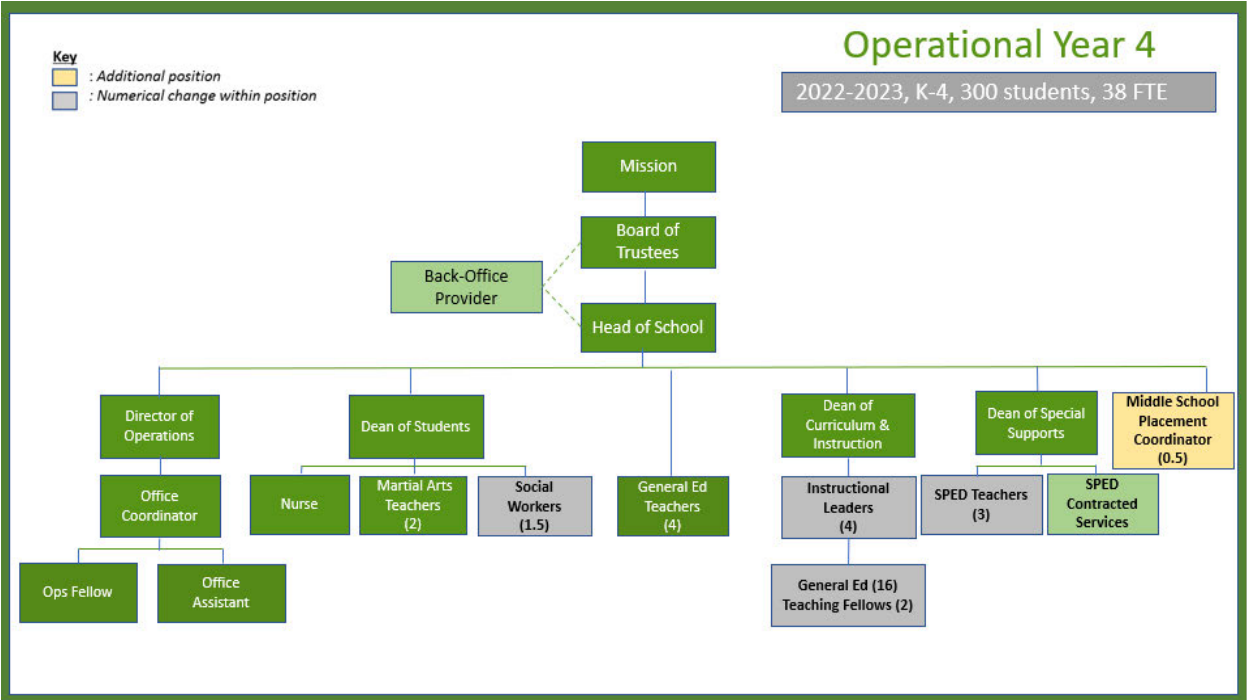 Operational Year 4
2022-2023, K-4, 300 students, 38 FTE
Key
: Additional position
: Numerical change within position
Mission
Board of
Trustees
Back-Office
Provider
Head of School
Director of
Operations
Dean of Students
Dean of
Curriculum &
Instruction
Dean of Special
Supports
Middle School
Placement
Coordinator
(0.5)
Office
Coordinator
Nurse
Martial Arts
Teachers
(2)
Social
Workers
(1.5)
General Ed
Teachers
(4)
Instructional
Leaders
(4)
SPED Teachers
(3)
SPED
Contracted
Services
Ops Fellow
Office
Assistant
General Ed (16)
Teaching Fellows (2)